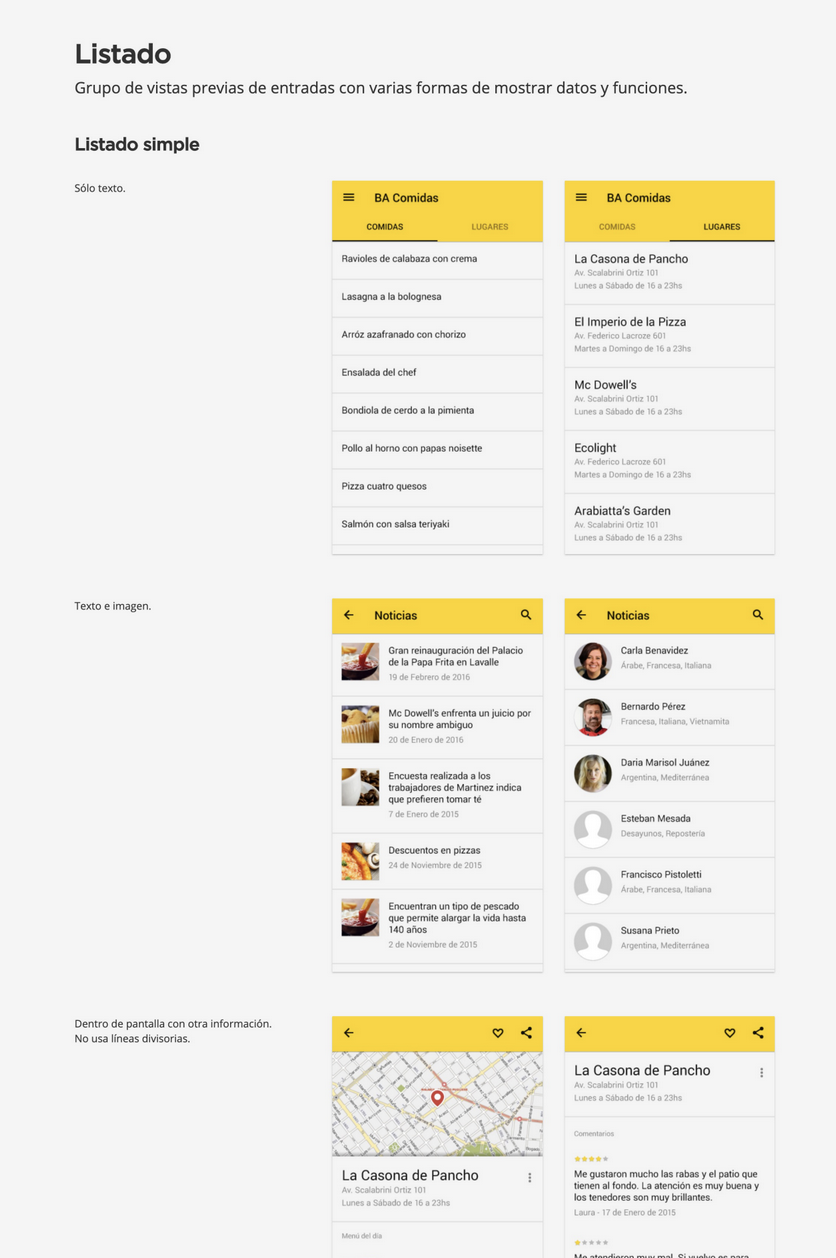 Listado
Grupo de vistas previas de entradas con varias formas de mostrar datos y funciones.
Listado simple
Sólo texto.
BA Comidas
COMIDAS LUGARES
Ravioles de calabaza con crema
Lasagna a la bolognesa
Arróz azafranado con chorizo
Ensalada del chef
Bondiola de cerdo a la pimienta
Pollo al horno con papas noisette
Pizza cuatro quesos
Salmón con salsa teriyaki
BA Comidas
COMIDAS LUGARES
La Casona de Pancho
Av. Scalabrini Ortiz 101
Lunes a Sábado de 16 a 23hs
El Imperio de la Pizza
Av. Federico Lacroze 601
Martes a Domingo de 16 a 23hs
Mc Dowell's
Av. Scalabrini Ortiz 101
Lunes a Sábado de 16 a 23hs
Ecolight
Av. Federico Lacroze 601
Martes a Domingo de 16 a 23hs
Arabiatta's Garden
Av. Scalabrini Ortiz 101
Lunes a Sábado de 16 a 23hs
Texto e imagen.
Noticias
Gran reinauguración del Palacio
de la Papa Frita en Lavalle
19 de Febrero de 2016
Mc Dowell's enfrenta un juicio por
su nombre ambiguo
20 de Enero de 2016
Encuesta realizada a los
trabajadores de Martinez indica
que prefieren tomar té
7 de Enero de 2015
Descuentos en pizzas
24 de Noviembre de 2015
Encuentran un tipo de pescado
que permite alargar la vida hasta
140 años
2 de Noviembre de 2015
Noticias
Carla Benavidez
Árabe, Francesa, Italiana
Bernardo Pérez
Francesa, Italiana, Vietnamita
Daria Marisol Juánez
Argentina, Mediterránea
Esteban Mesada
Desayunos, Repostería
Francisco Pistoletti
Árabe, Francesa, Italiana
Susana Prieto
Argentina, Mediterránea
Dentro de pantalla con otra información.
No usa líneas divisorias.
La Casona de Pancho
Av. Scalabrini Ortiz 101
Lunes a Sábado de 16 a 23hs
Menú del día
La Casona de Pancho
Av. Scalabrini Ortiz 101
Lunes a Sábado de 16 a 23hs
Comentarios
Me gustaron mucho las rabas y el patio que
tienen al fondo. La atención es muy buena y
los tenedores son muy brillantes.
Laura - 17 de Enero de 2015
Me atendieron muy mal. Si vuelvo es para